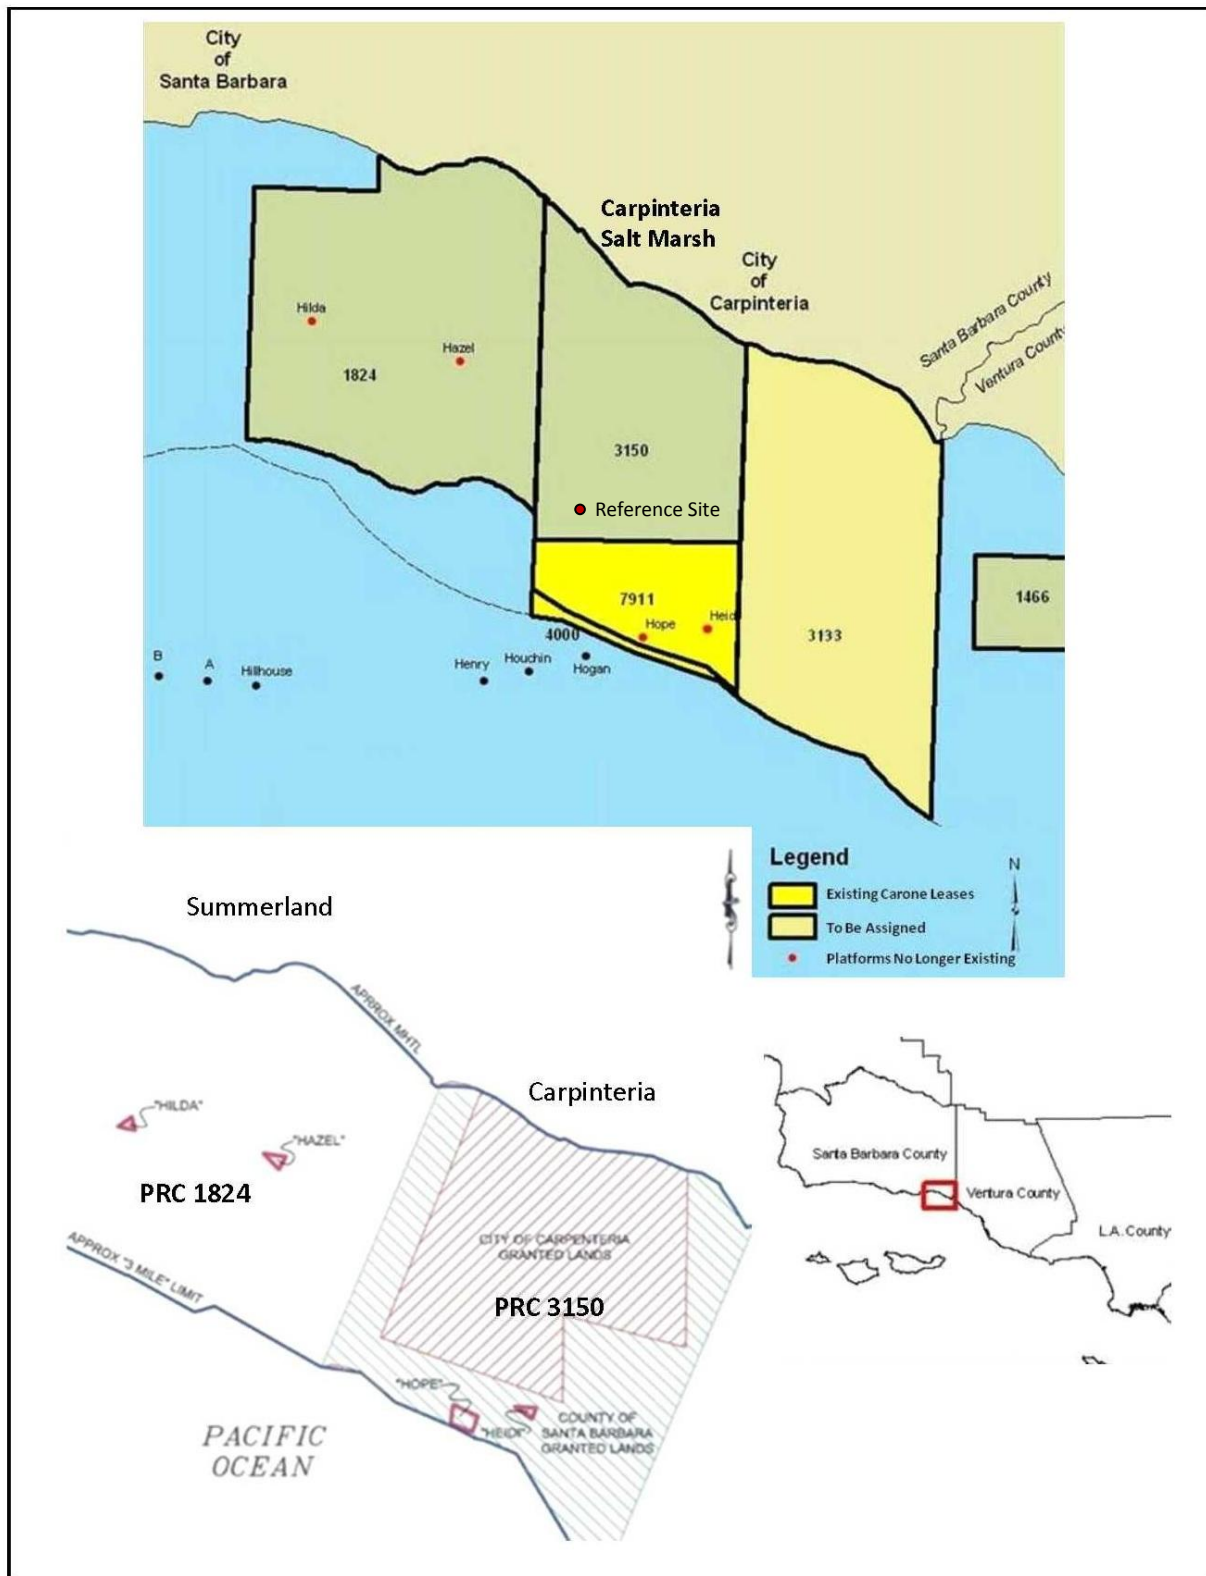 City
of
Santa Barbara
Carpinteria
Salt Marsh
City
of
Carpinteria
Santa Barbara County
Ventura County
Hilda
Hazel
1824
3150
Reference Site
7911
Hope
Heid
4000
3133
1466
B
A
Hillhouse
Henry
Houchin
Hogan
Legend
N
Existing Carone Leases
To Be Assigned
Platforms No Longer Existing
Summerland
APRROX MHTL
Carpinteria
"HILDA"
"HAZEL"
PRC 1824
APPROX "3 MILE" LIMIT
CITY OF CARPENTERIA
GRANTED LANDS
PRC 3150
"HOPE"
"HEIDI"
COUNTY OF
SANTA BARBARA
GRANTED LANDS
PACIFIC
OCEAN
Santa Barbara County
Ventura County
L.A. County